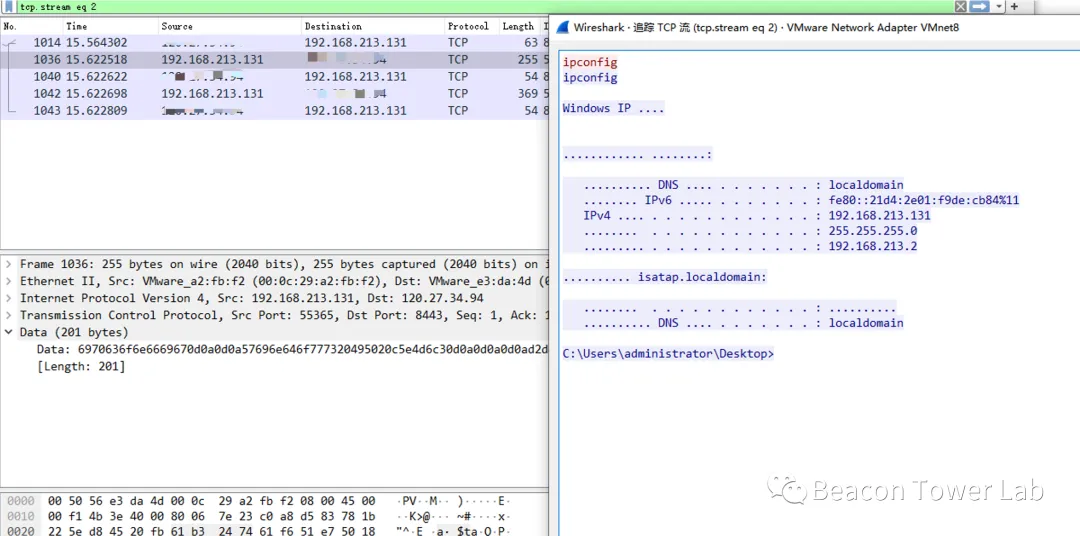 tcp.stream eq 2
No. Time Source Destination Protocol Length I
1014 15.564302 192.168.213.131 TCP 63 8
1036 15.622518 192.168.213.131 TCP 255 5
1040 15.622622 192.168.213.131 TCP 54 8
1042 15.622698 192.168.213.131 TCP 369 5
1043 15.622809 192.168.213.131 TCP 54 8
Frame 1036: 255 bytes on wire (2040 bits), 255 bytes captured (2040 bits) on i
Ethernet II, Src: VMware_a2:fb:f2 (00:0c:29:a2:fb:f2), Dst: VMware_e3:da:4d (0
Internet Protocol Version 4, Src: 192.168.213.131, Dst: 120.27.34.94
Transmission Control Protocol, Src Port: 55365, Dst Port: 8443, Seq: 1, Ack: 1
Data (201 bytes)
Data: 6970636f6e6669670d0a0d0a57696e646f777320495020c5e4d6c30d0a0d0a0d0ad2d
[Length: 201]
0000 00 50 56 e3 da 4d 00 0c 29 a2 fb f2 08 00 45 00 ·PV··M·· )·····E·
0010 00 f1 4b 3e 40 00 80 06 7e 23 c0 a8 d5 83 78 1b ··K>@··· ~#····x·
0020 22 5e d8 45 20 fb 61 b3 24 74 61 f6 51 e7 50 18 "^·E ·a· $ta·Q·P·
Wireshark · 追踪 TCP 流 (tcp.stream eq 2) · VMware Network Adapter VMnet8
ipconfig
ipconfig
Windows IP ....
............ ........:
.......... DNS .... . . . . . . . : localdomain
........ IPv6 ..... . . . . . . . : fe80::21d4:2e01:f9de:cb84%11
IPv4 .... . . . . . . . . . . . . : 192.168.213.131
........ . . . . . . . . . . . . : 255.255.255.0
......... . . . . . . . . . . . . : 192.168.213.2
.......... isatap.localdomain:
........ . . . . . . . . . . . . : ..........
.......... DNS .... . . . . . . . : localdomain
C:\Users\administrator\Desktop>
Beacon Tower Lab